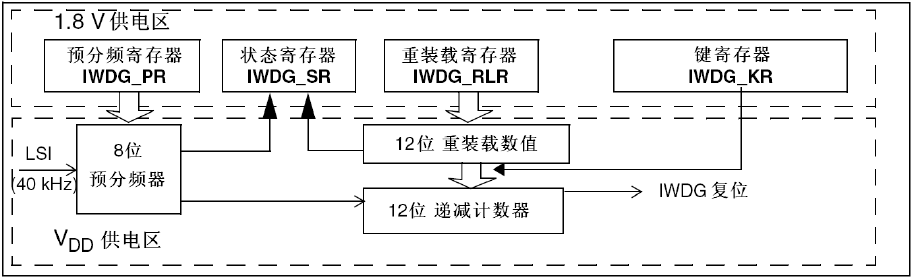 1.8 V 供电区
预分频寄存器
IWDG_PR
状态寄存器
IWDG_SR
重装载寄存器
IWDG_RLR
键寄存器
IWDG_KR
LSI
(40 kHz)
8位
预分频器
12位 重装载数值
12位 递减计数器
IWDG 复位
VDD 供电区